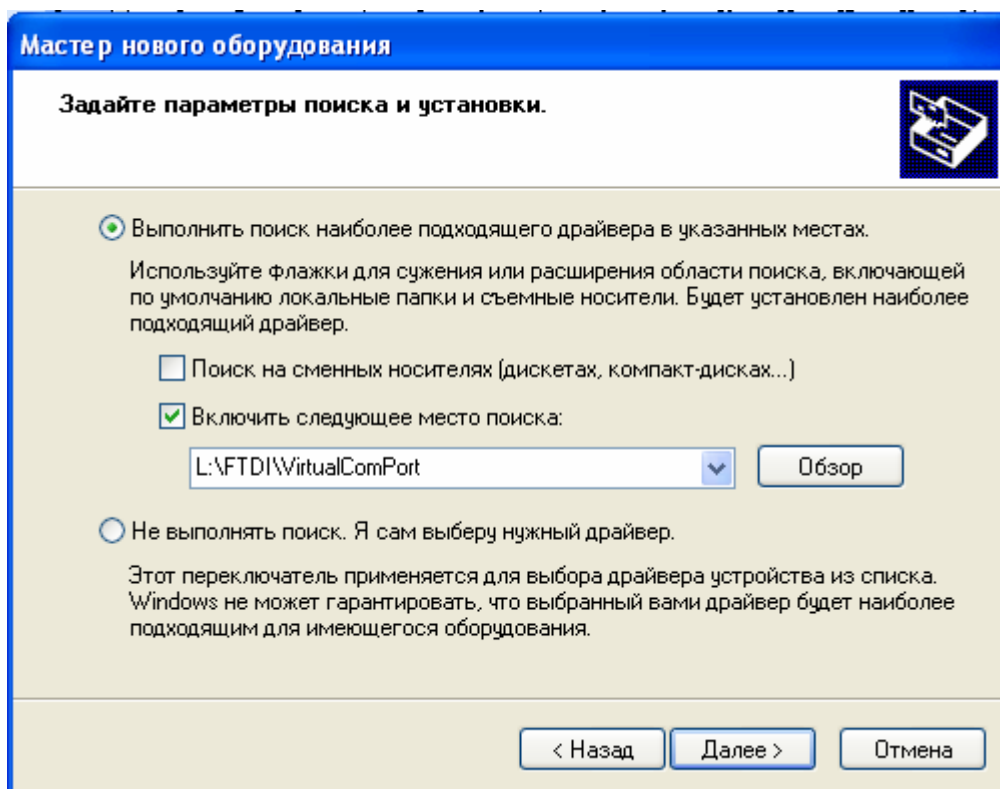 Мастер нового оборудования
Задайте параметры поиска и установки.
Выполнить поиск наиболее подходящего драйвера в указанных местах.
Используйте флажки для сужения или расширения области поиска, включающей
по умолчанию локальные папки и съемные носители. Будет установлен наиболее
подходящий драйвер.
Поиск на сменных носителях (дискетах, компакт-дисках...)
Включить следующее место поиска:
L:\FTDI\VirtualComPort
Обзор
Не выполнять поиск. Я сам выберу нужный драйвер.
Этот переключатель применяется для выбора драйвера устройства из списка.
Windows не может гарантировать, что выбранный вами драйвер будет наиболее
подходящим для имеющегося оборудования.
< Назад
Далее >
Отмена